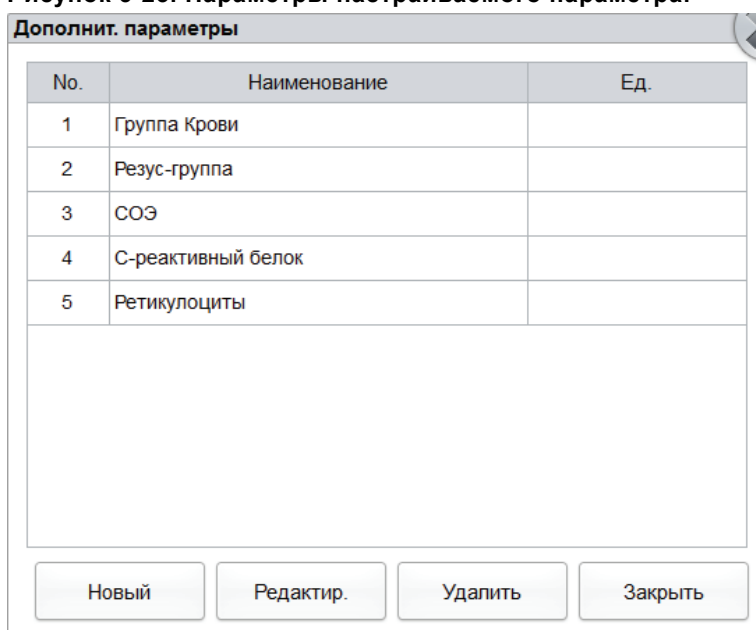 Дополнит. параметры
No. Наименование Ед.
1 Группа Крови
2 Резус-группа
3 СОЭ
4 С-реактивный белок
5 Ретикулоциты
Новый Редактир. Удалить Закрыть